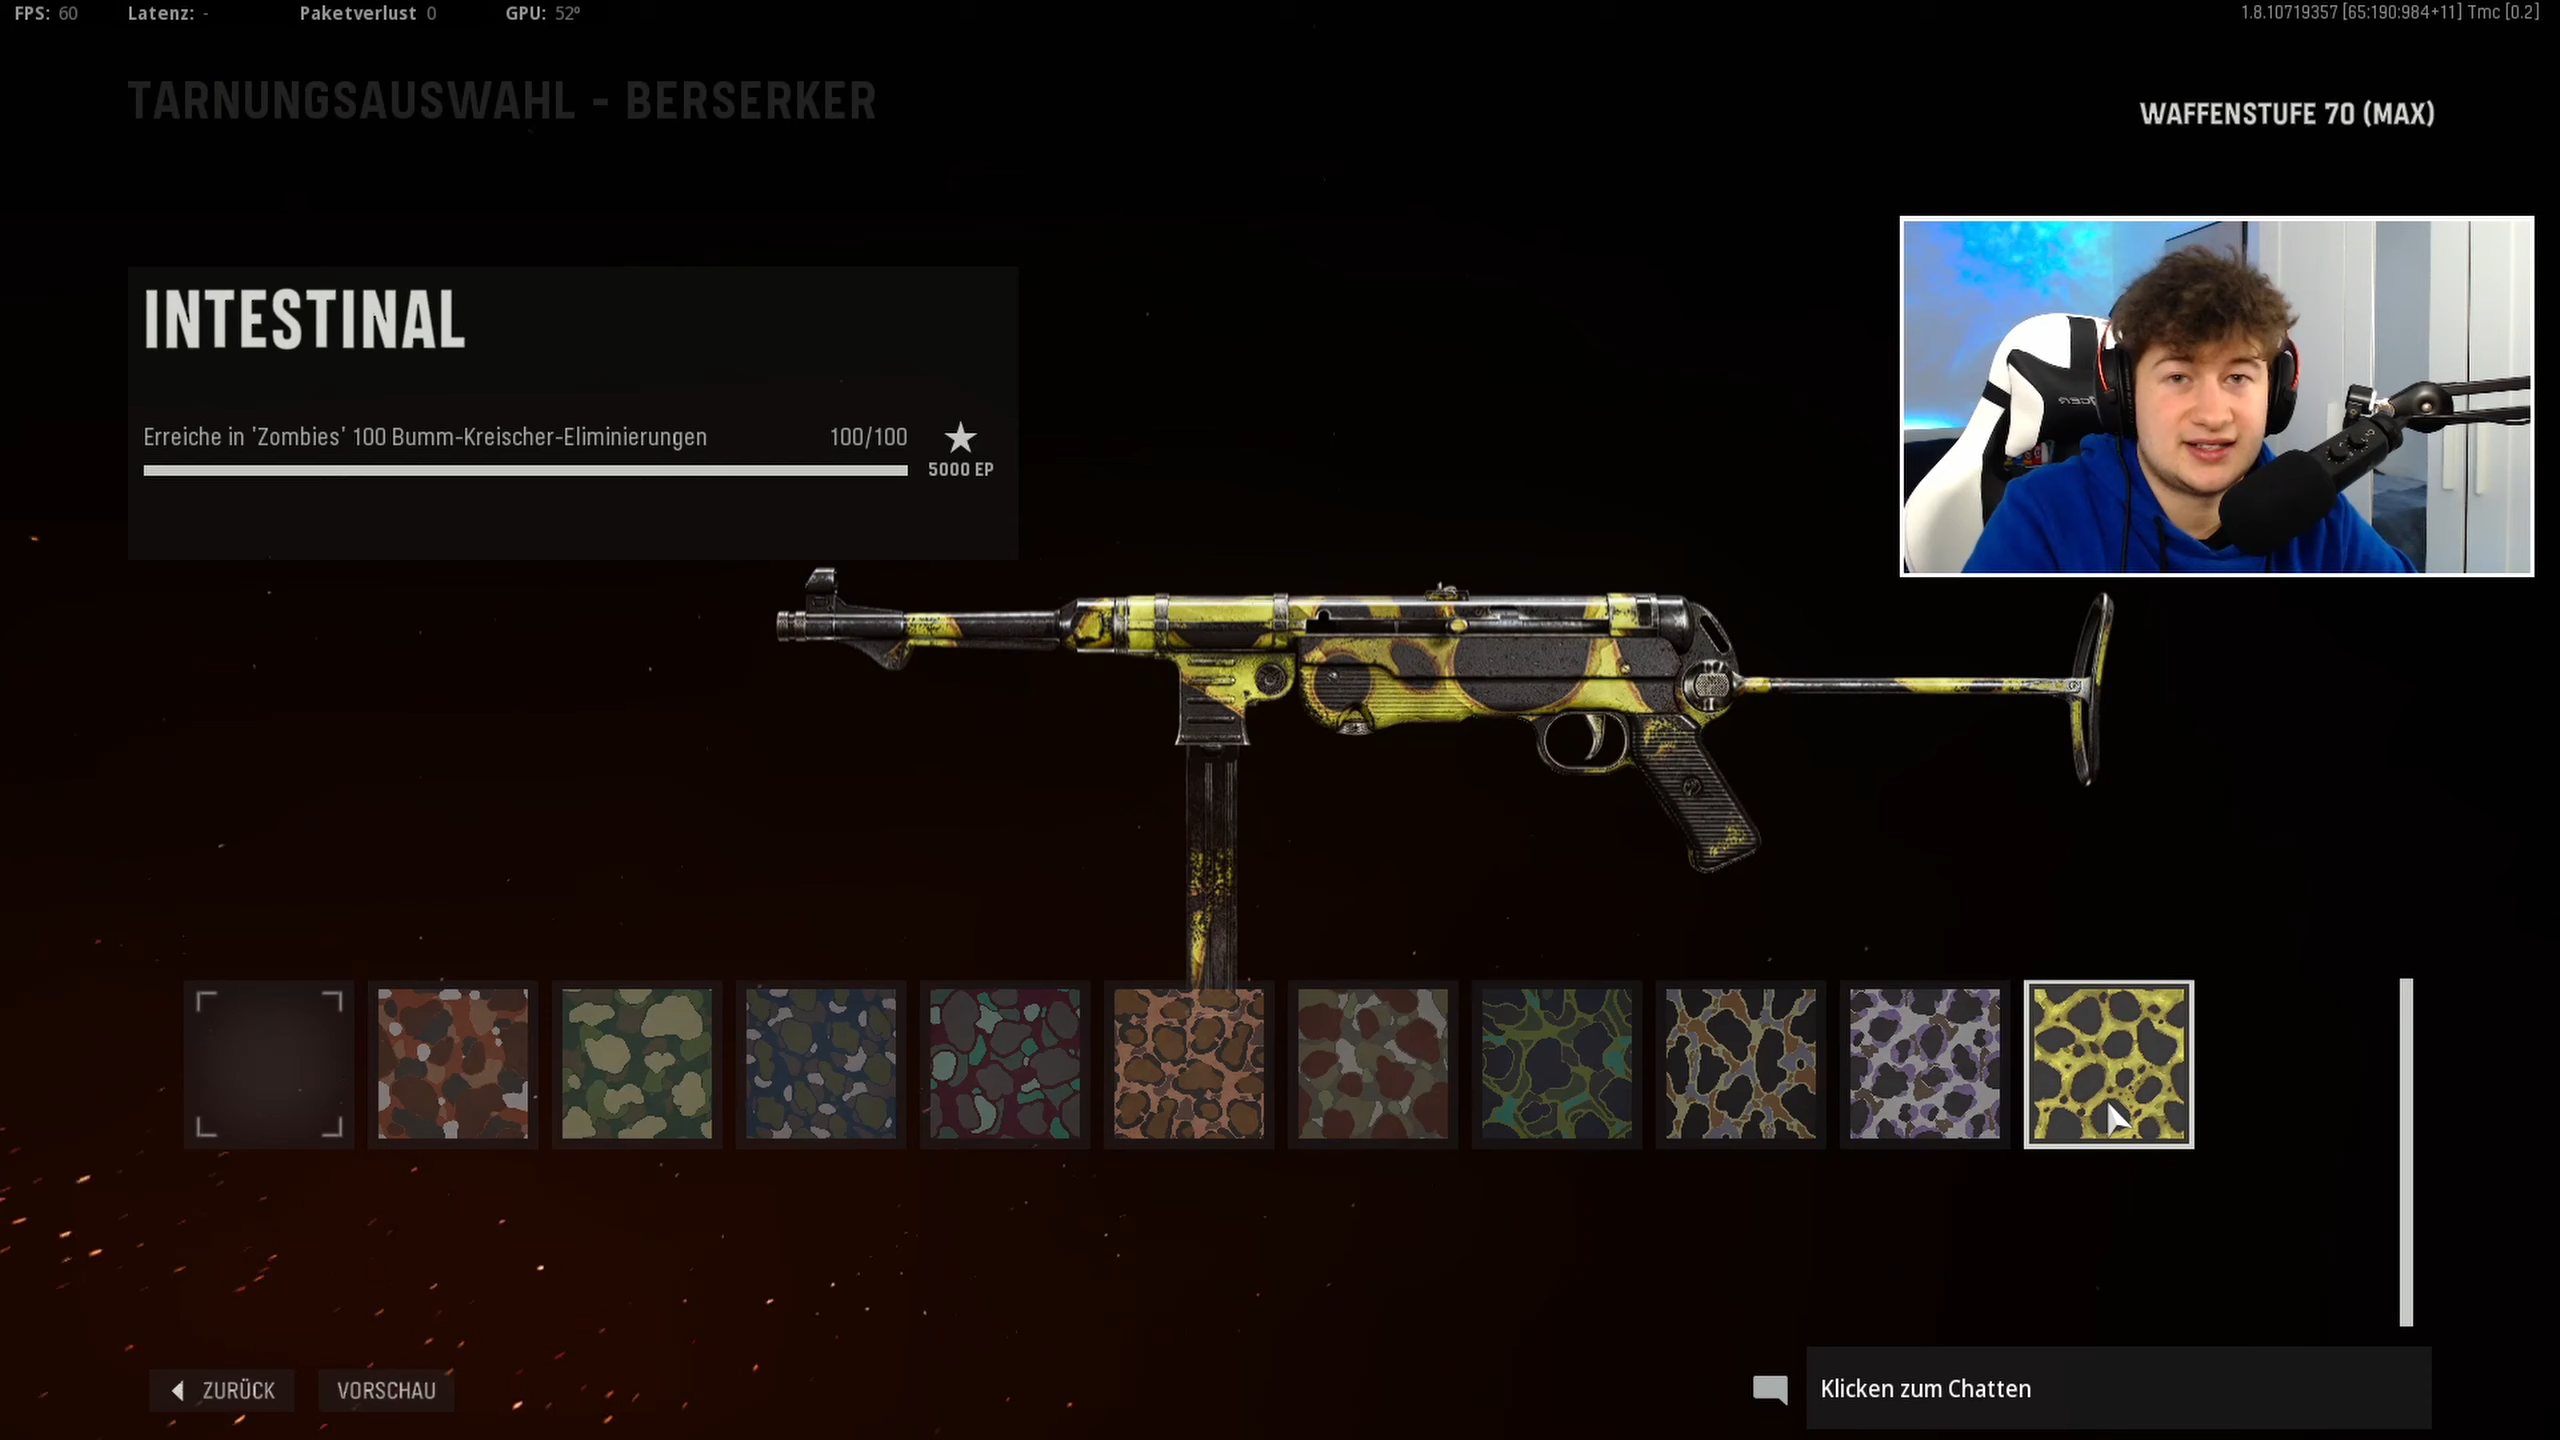 FPS: 60 Latenz: - Paketverlust 0 GPU: 52°
1.8.10719357 [65:190:984+11] Tmc [0.2]
TARNUNGSAUSWAHL - BERSERKER
WAFFENSTUFE 70 (MAX)
INTESTINAL
Erreiche in 'Zombies' 100 Bumm-Kreischer-Eliminierungen 100/100
5000 EP
ZURÜCK
VORSCHAU
Klicken zum Chatten